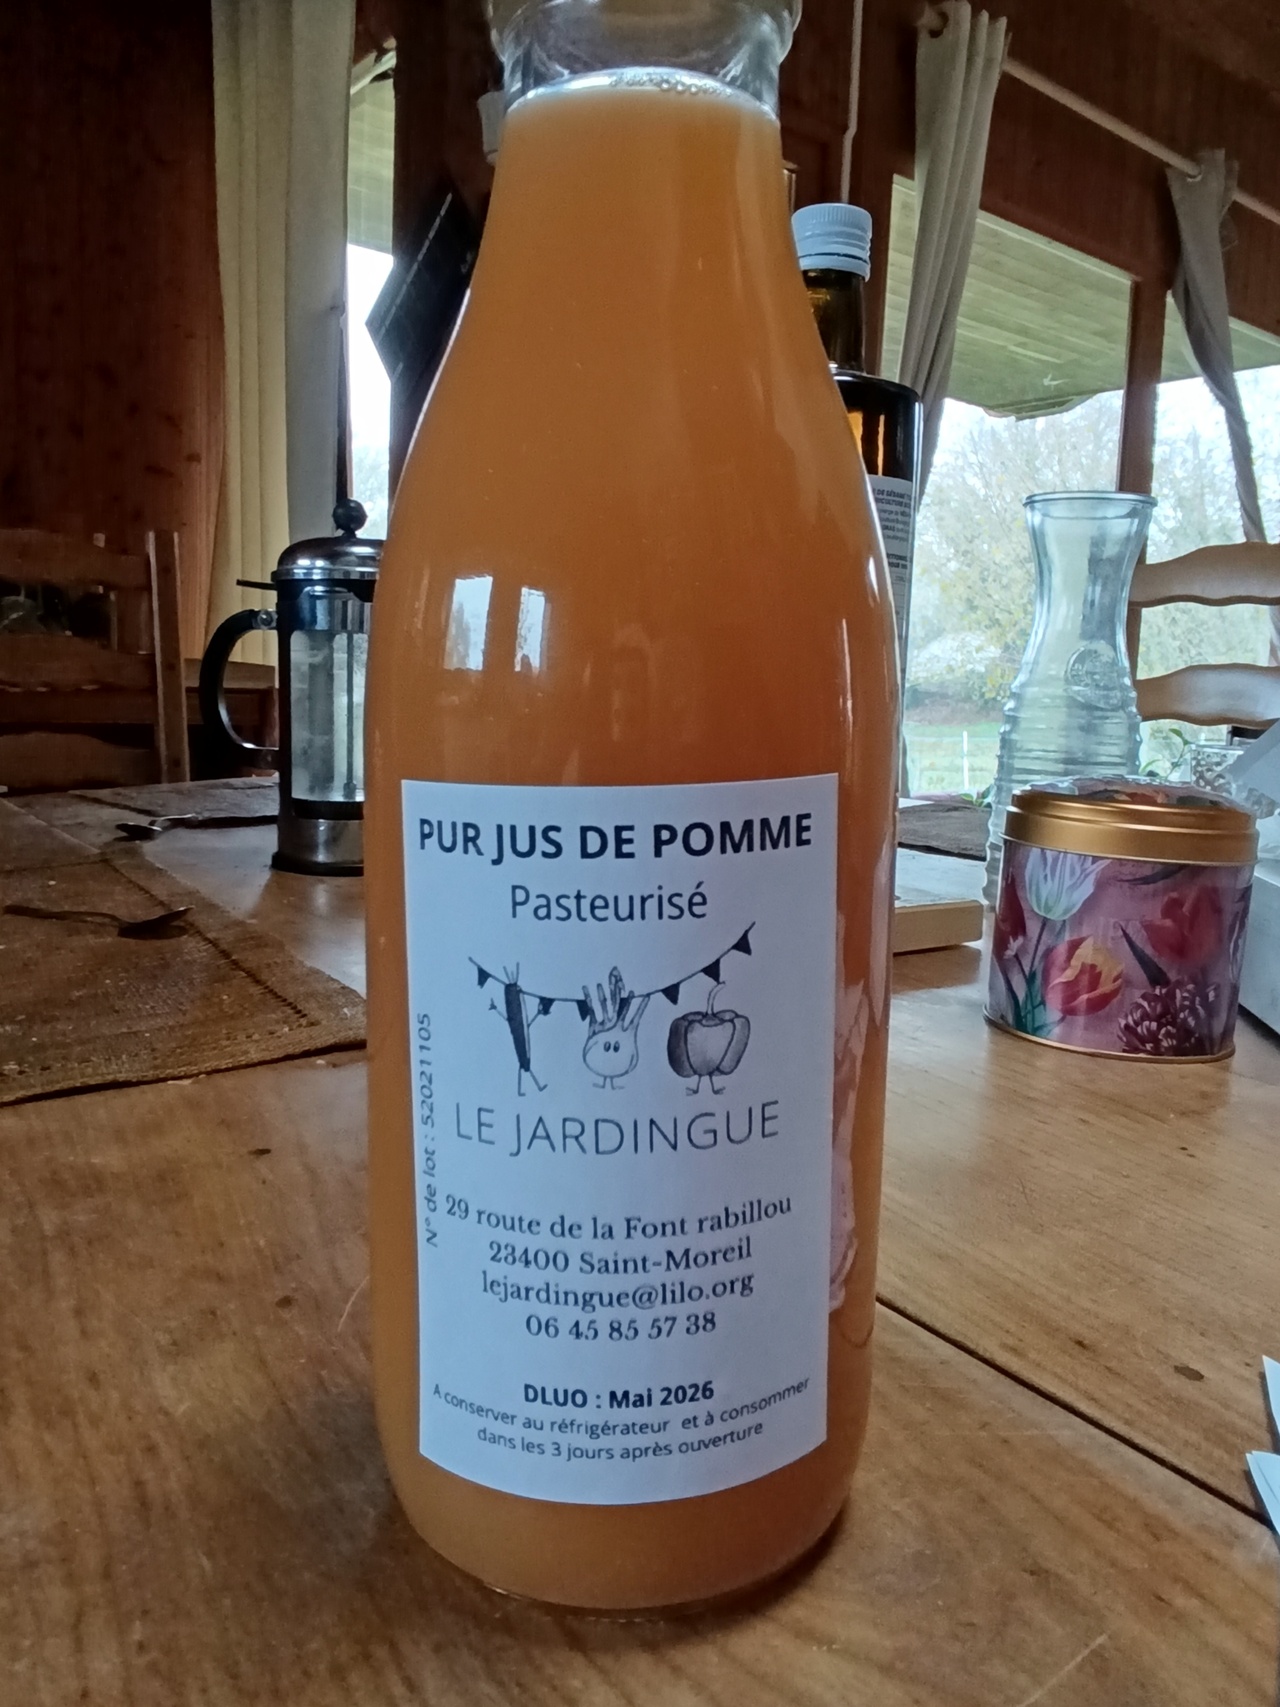 PUR JUS DE POMME
Pasteurisé
LE JARDINGUE
N° de lot : 52021105
29 route de la Font rabillou
23400 Saint-Moreil
lejardingue@lilo.org
06 45 85 57 38
DLUO : Mai 2026
A conserver au réfrigérateur et à consommer
dans les 3 jours après ouverture